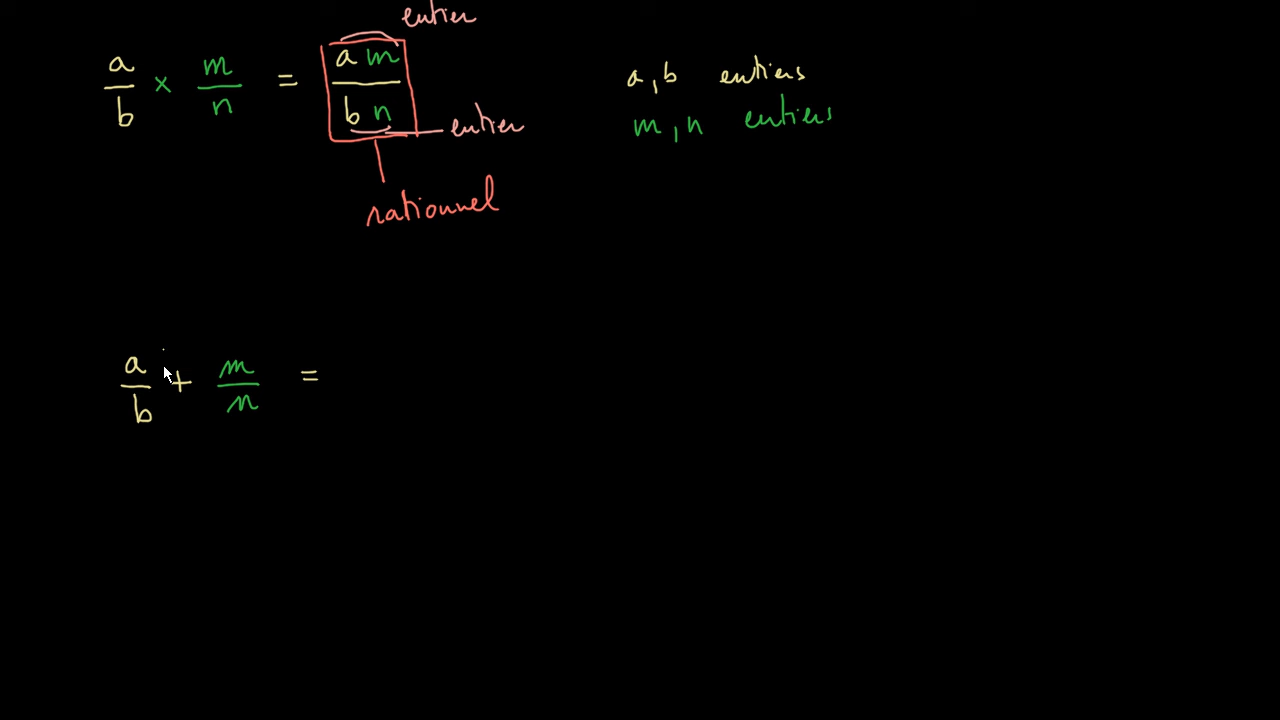 entier
a/b × m/n = am/bn
a, b entiers
m, n entiers
entier
rationnel
a/b + m/n =